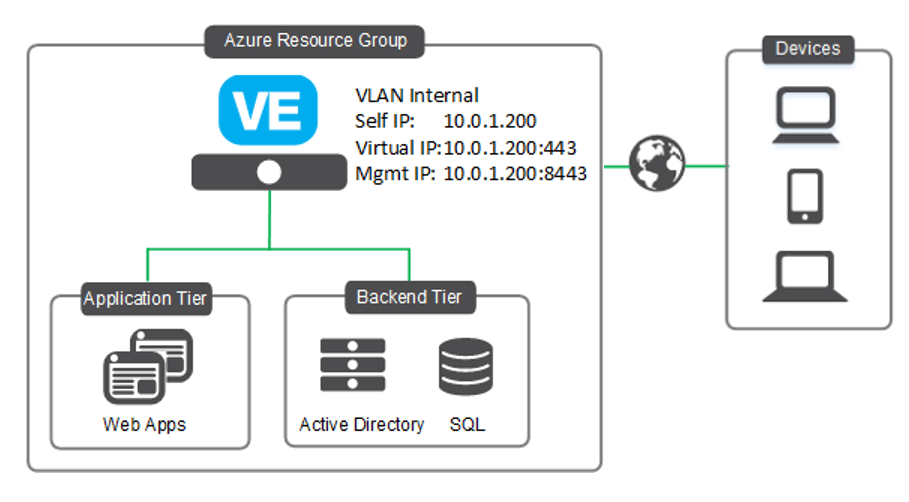 Azure Resource Group
Devices
VE
VLAN Internal
Self IP: 10.0.1.200
Virtual IP:10.0.1.200:443
Mgmt IP: 10.0.1.200:8443
Application Tier
Backend Tier
Web Apps
Active Directory
SQL